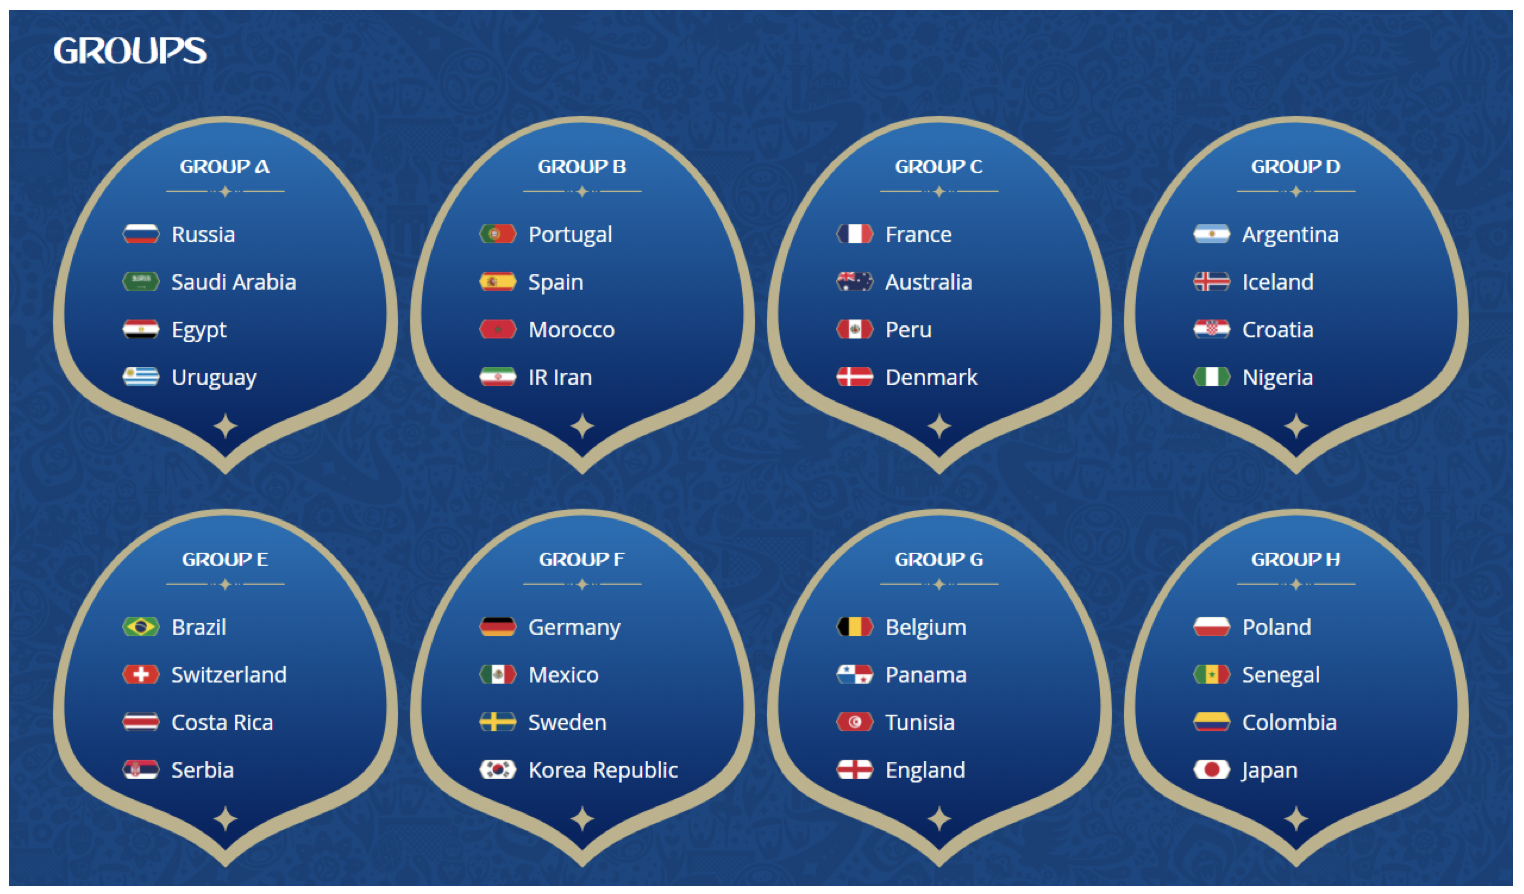 GROUPS
GROUP A
Russia
Saudi Arabia
Egypt
Uruguay
GROUP B
Portugal
Spain
Morocco
IR Iran
GROUP C
France
Australia
Peru
Denmark
GROUP D
Argentina
Iceland
Croatia
Nigeria
GROUP E
Brazil
Switzerland
Costa Rica
Serbia
GROUP F
Germany
Mexico
Sweden
Korea Republic
GROUP G
Belgium
Panama
Tunisia
England
GROUP H
Poland
Senegal
Colombia
Japan